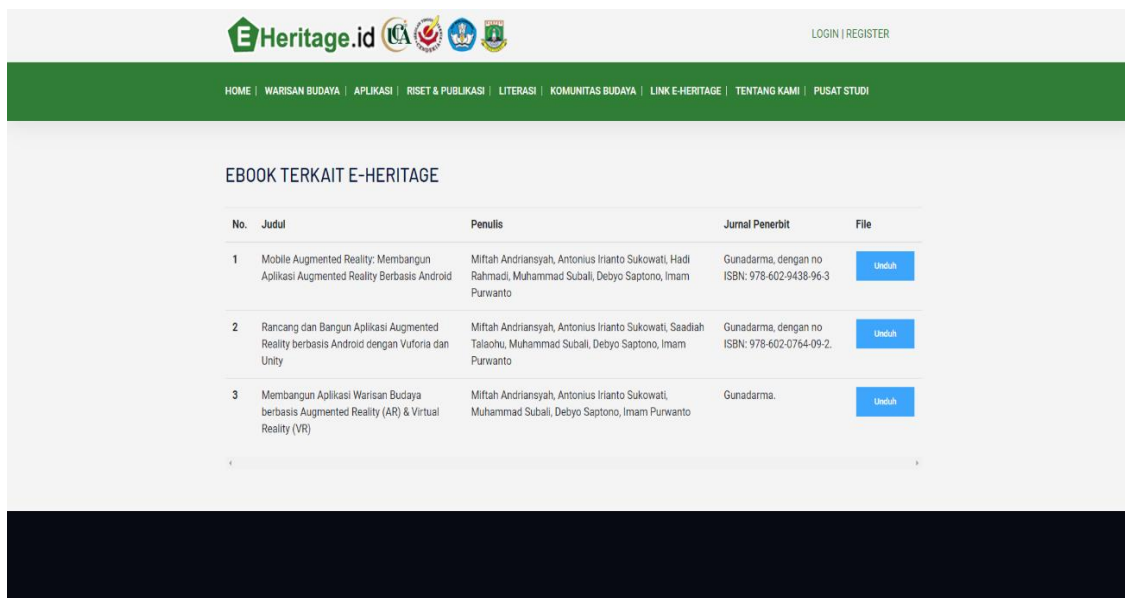 EHeritage.id UCA
LOGIN | REGISTER
HOME | WARISAN BUDAYA | APLIKASI | RISET & PUBLIKASI | LITERASI | KOMUNITAS BUDAYA | LINK E-HERITAGE | TENTANG KAMI | PUSAT STUDI
EBOOK TERKAIT E-HERITAGE
No. Judul Penulis Jurnal Penerbit File
1 Mobile Augmented Reality: Membangun Miftah Andriansyah, Antonius Irianto Sukowati, Hadi Gunadarma, dengan no Unduh
Aplikasi Augmented Reality Berbasis Android Rahmadi, Muhammad Subali, Debyo Saptono, Imam ISBN: 978-602-9438-96-3
Purwanto
2 Rancang dan Bangun Aplikasi Augmented Miftah Andriansyah, Antonius Irianto Sukowati, Saadiah Gunadarma, dengan no Unduh
Reality berbasis Android dengan Vuforia dan Talaohu, Muhammad Subali, Debyo Saptono, Imam ISBN: 978-602-0764-09-2.
Unity Purwanto
3 Membangun Aplikasi Warisan Budaya Miftah Andriansyah, Antonius Irianto Sukowati, Gunadarma. Unduh
berbasis Augmented Reality (AR) & Virtual Muhammad Subali, Debyo Saptono, Imam Purwanto
Reality (VR)